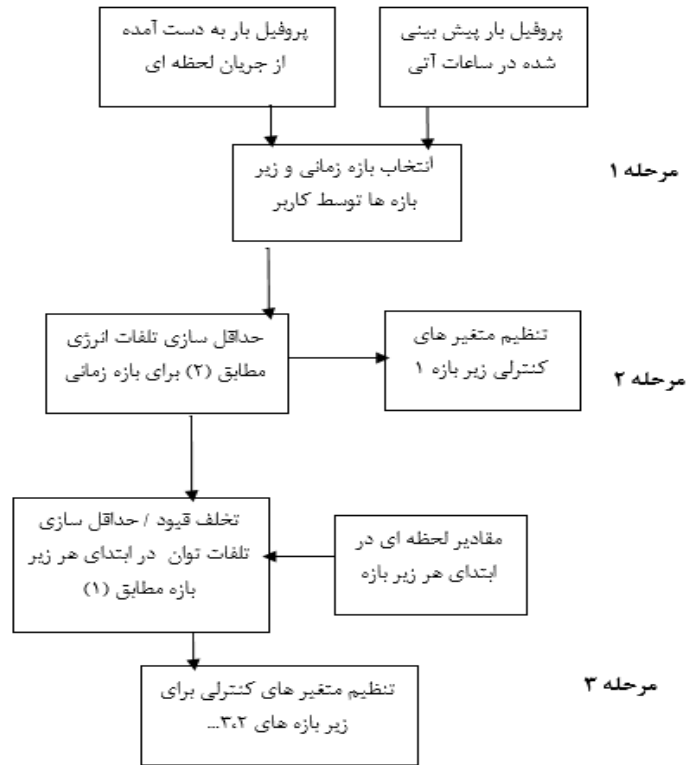 پروفیل بار پیش بینی
شده در ساعات آتی
پروفیل بار به دست آمده
از جریان لحظه ای
مرحله ۱
انتخاب بازه زمانی و زیر
بازه ها توسط کاربر
مرحله ۲
تنظیم متغیر های
کنترلی زیر بازه ۱
حداقل سازی تلفات انرژی
مطابق (۲) برای بازه زمانی
مقادیر لحظه ای در
ابتدای هر زیر بازه
تخلف قیود / حداقل سازی
تلفات توان در ابتدای هر زیر
بازه مطابق (۱)
مرحله ۳
تنظیم متغیر های کنترلی برای
زیر بازه های ۳،۲...